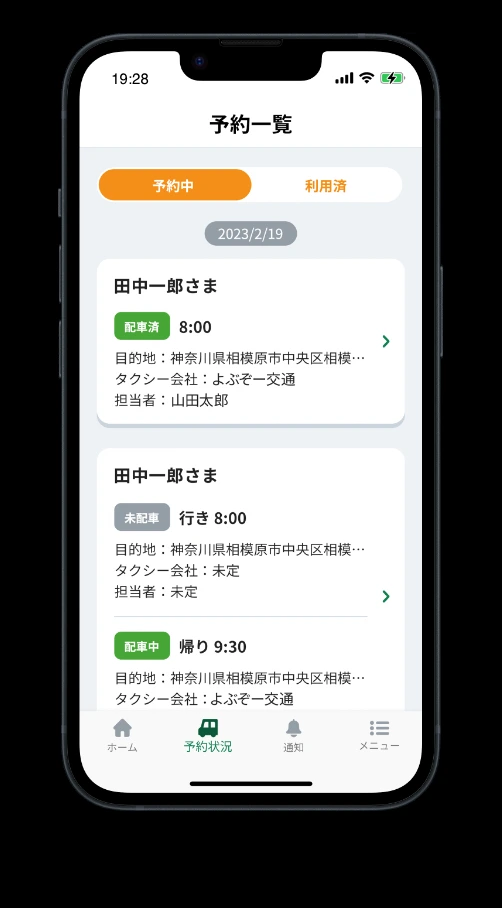 19:28
予約一覧
予約中 利用済
2023/2/19
田中一郎さま
配車済 8:00
目的地：神奈川県相模原市中央区相模…
タクシー会社：よぶぞー交通
担当者：山田太郎
田中一郎さま
未配車 行き 8:00
目的地：神奈川県相模原市中央区相模…
タクシー会社：未定
担当者：未定
配車中 帰り 9:30
目的地：神奈川県相模原市中央区相模…
タクシー会社：よぶぞー交通
ホーム 予約状況 通知 メニュー